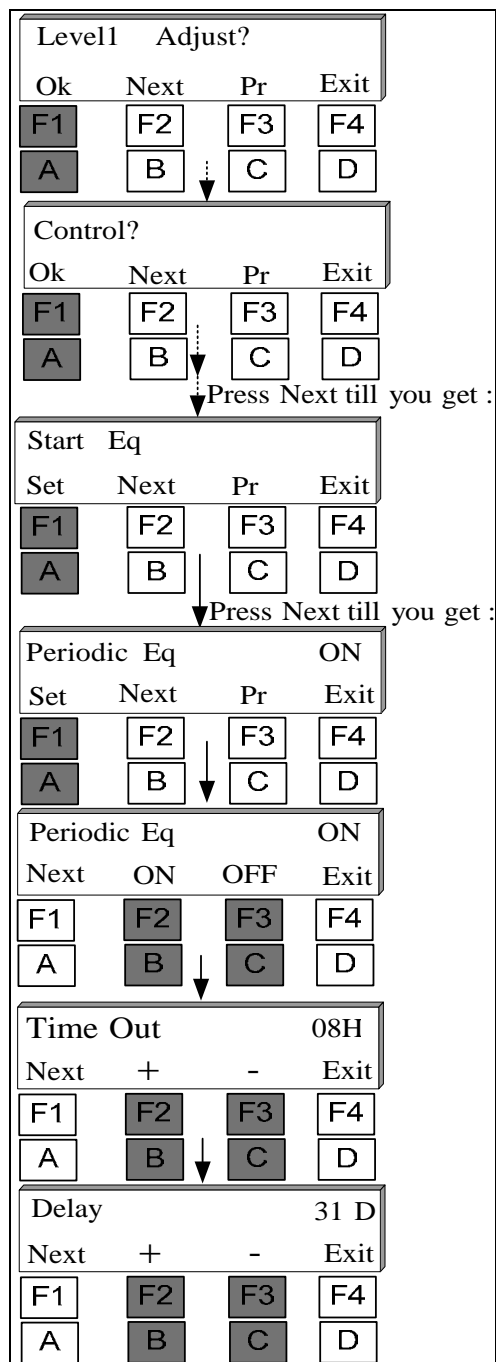 Level1 Adjust?
Ok Next Pr Exit
F1 F2 F3 F4
A B C D
Control?
Ok Next Pr Exit
F1 F2 F3 F4
A B C D
Press Next till you get :
Start Eq
Set Next Pr Exit
F1 F2 F3 F4
A B C D
Press Next till you get :
Periodic Eq ON
Set Next Pr Exit
F1 F2 F3 F4
A B C D
Periodic Eq ON
Next ON OFF Exit
F1 F2 F3 F4
A B C D
Time Out 08H
Next + - Exit
F1 F2 F3 F4
A B C D
Delay 31 D
Next + - Exit
F1 F2 F3 F4
A B C D